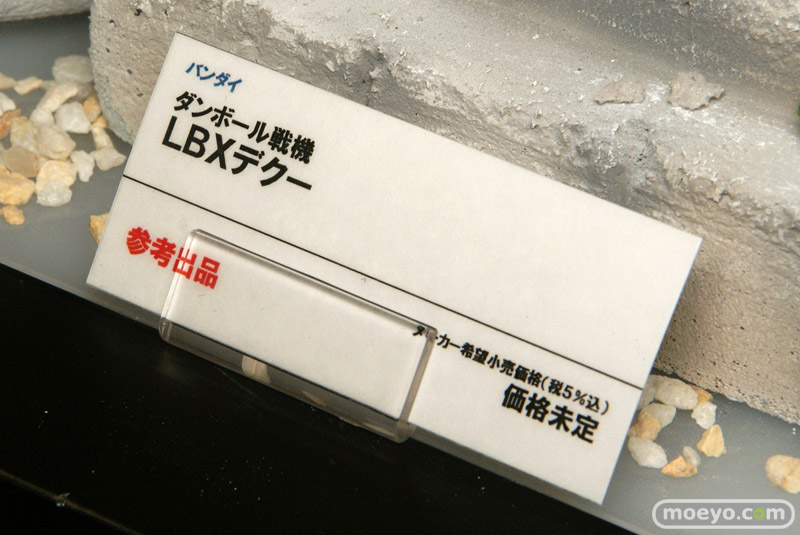 バンダイ
ダンボール戦機
LBXデクー
参考出品
メーカー希望小売価格(税5%込)
価格未定
moeyo.com